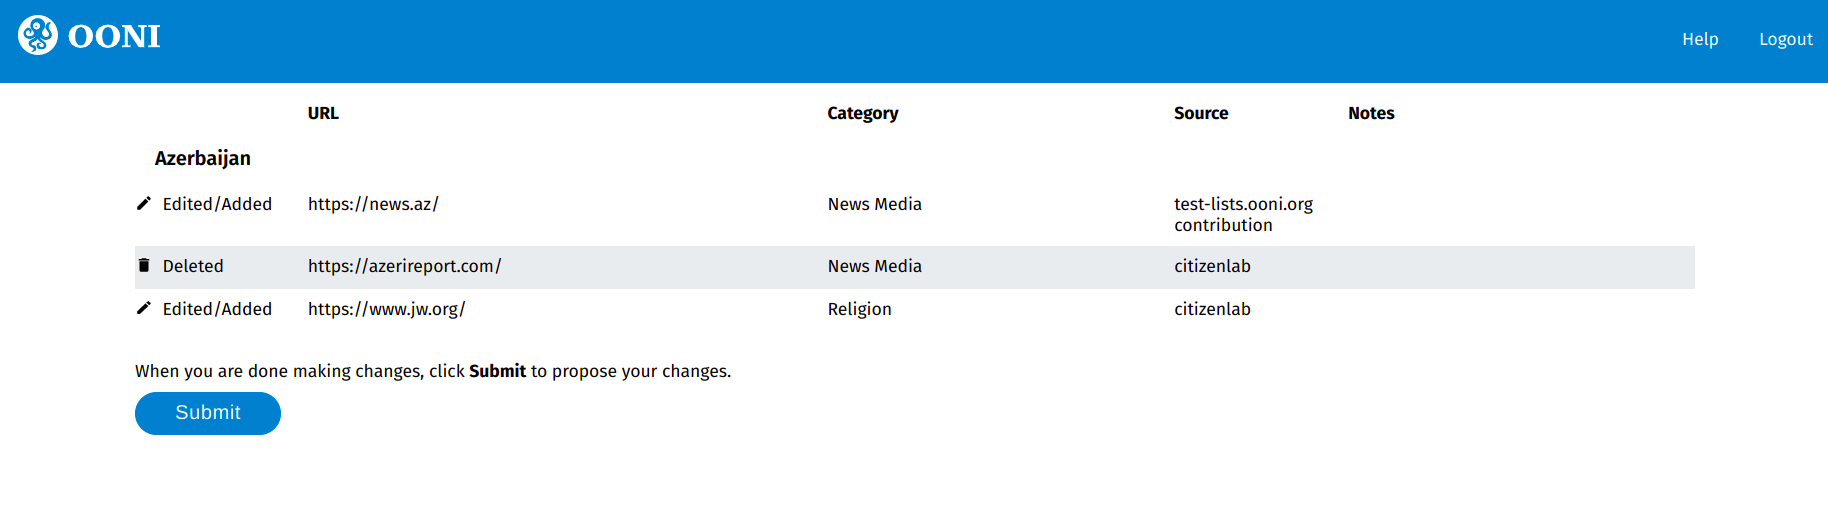 OONI
Help Logout
URL Category Source Notes
Azerbaijan
Edited/Added https://news.az/ News Media test-lists.ooni.org
contribution
Deleted https://azerireport.com/ News Media citizenlab
Edited/Added https://www.jw.org/ Religion citizenlab
When you are done making changes, click Submit to propose your changes.
Submit